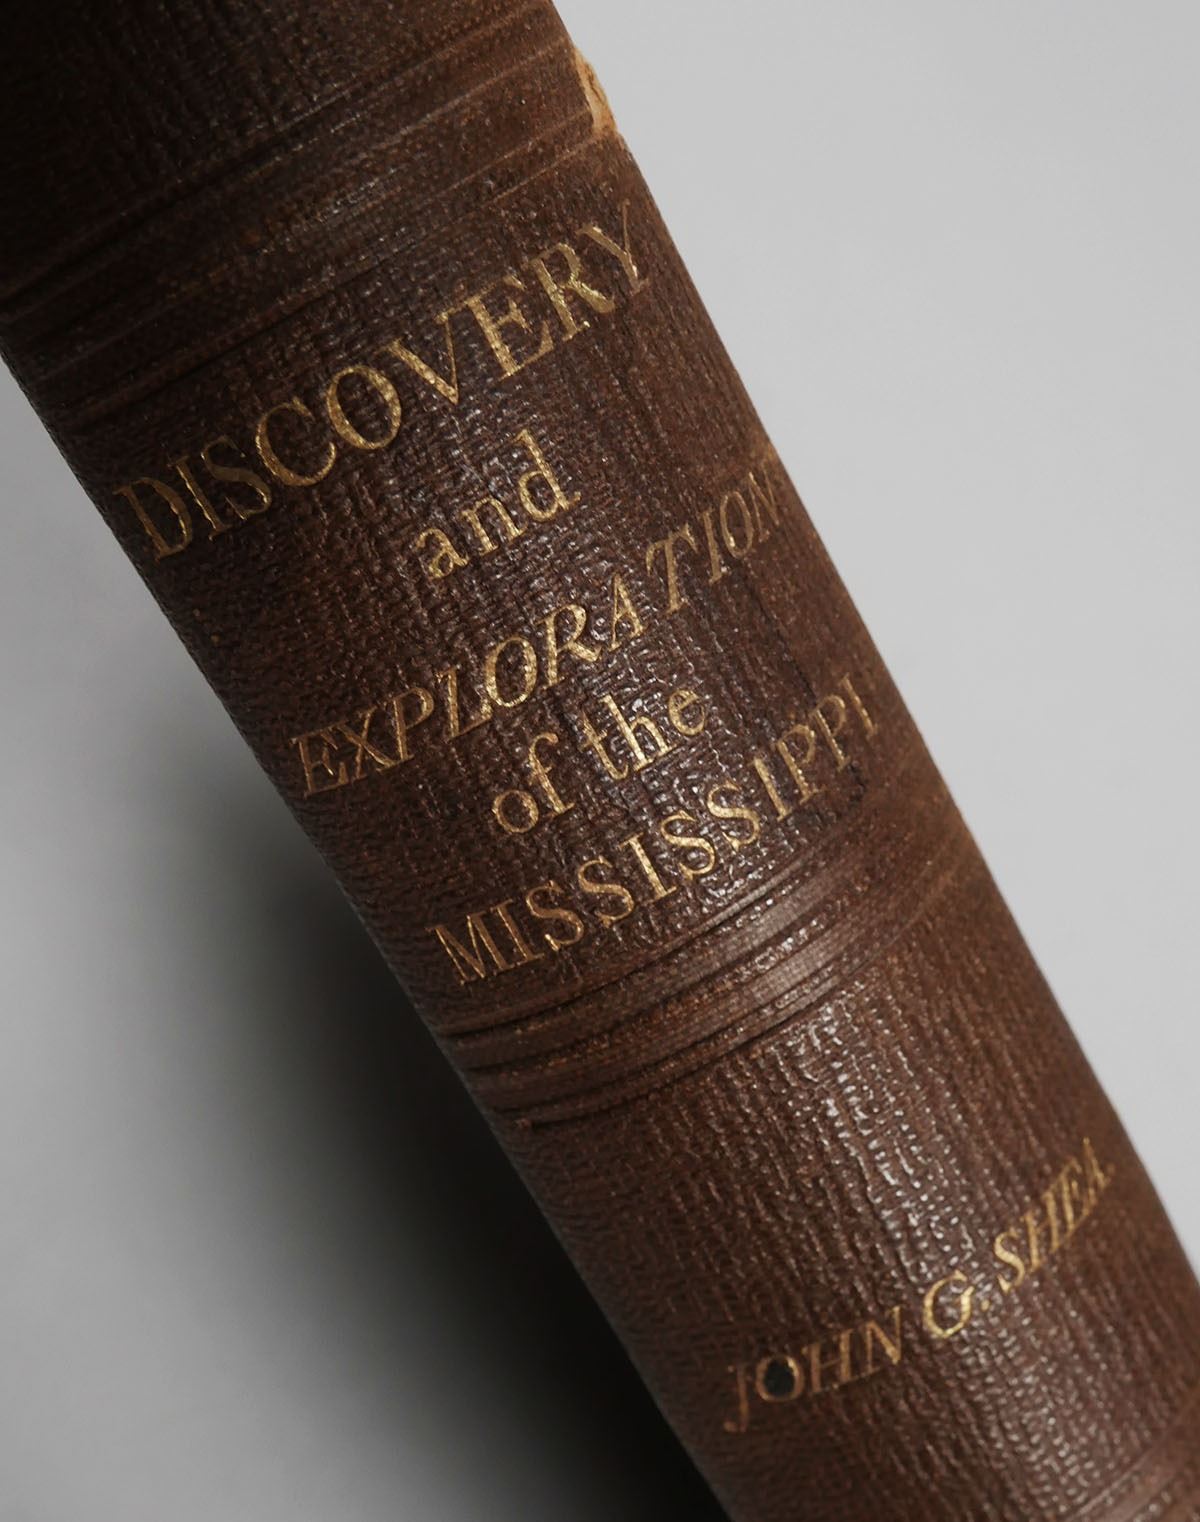 DISCOVERY
and
EXPLORATION
of the
MISSISSIPPI
JOHN G. SHEA